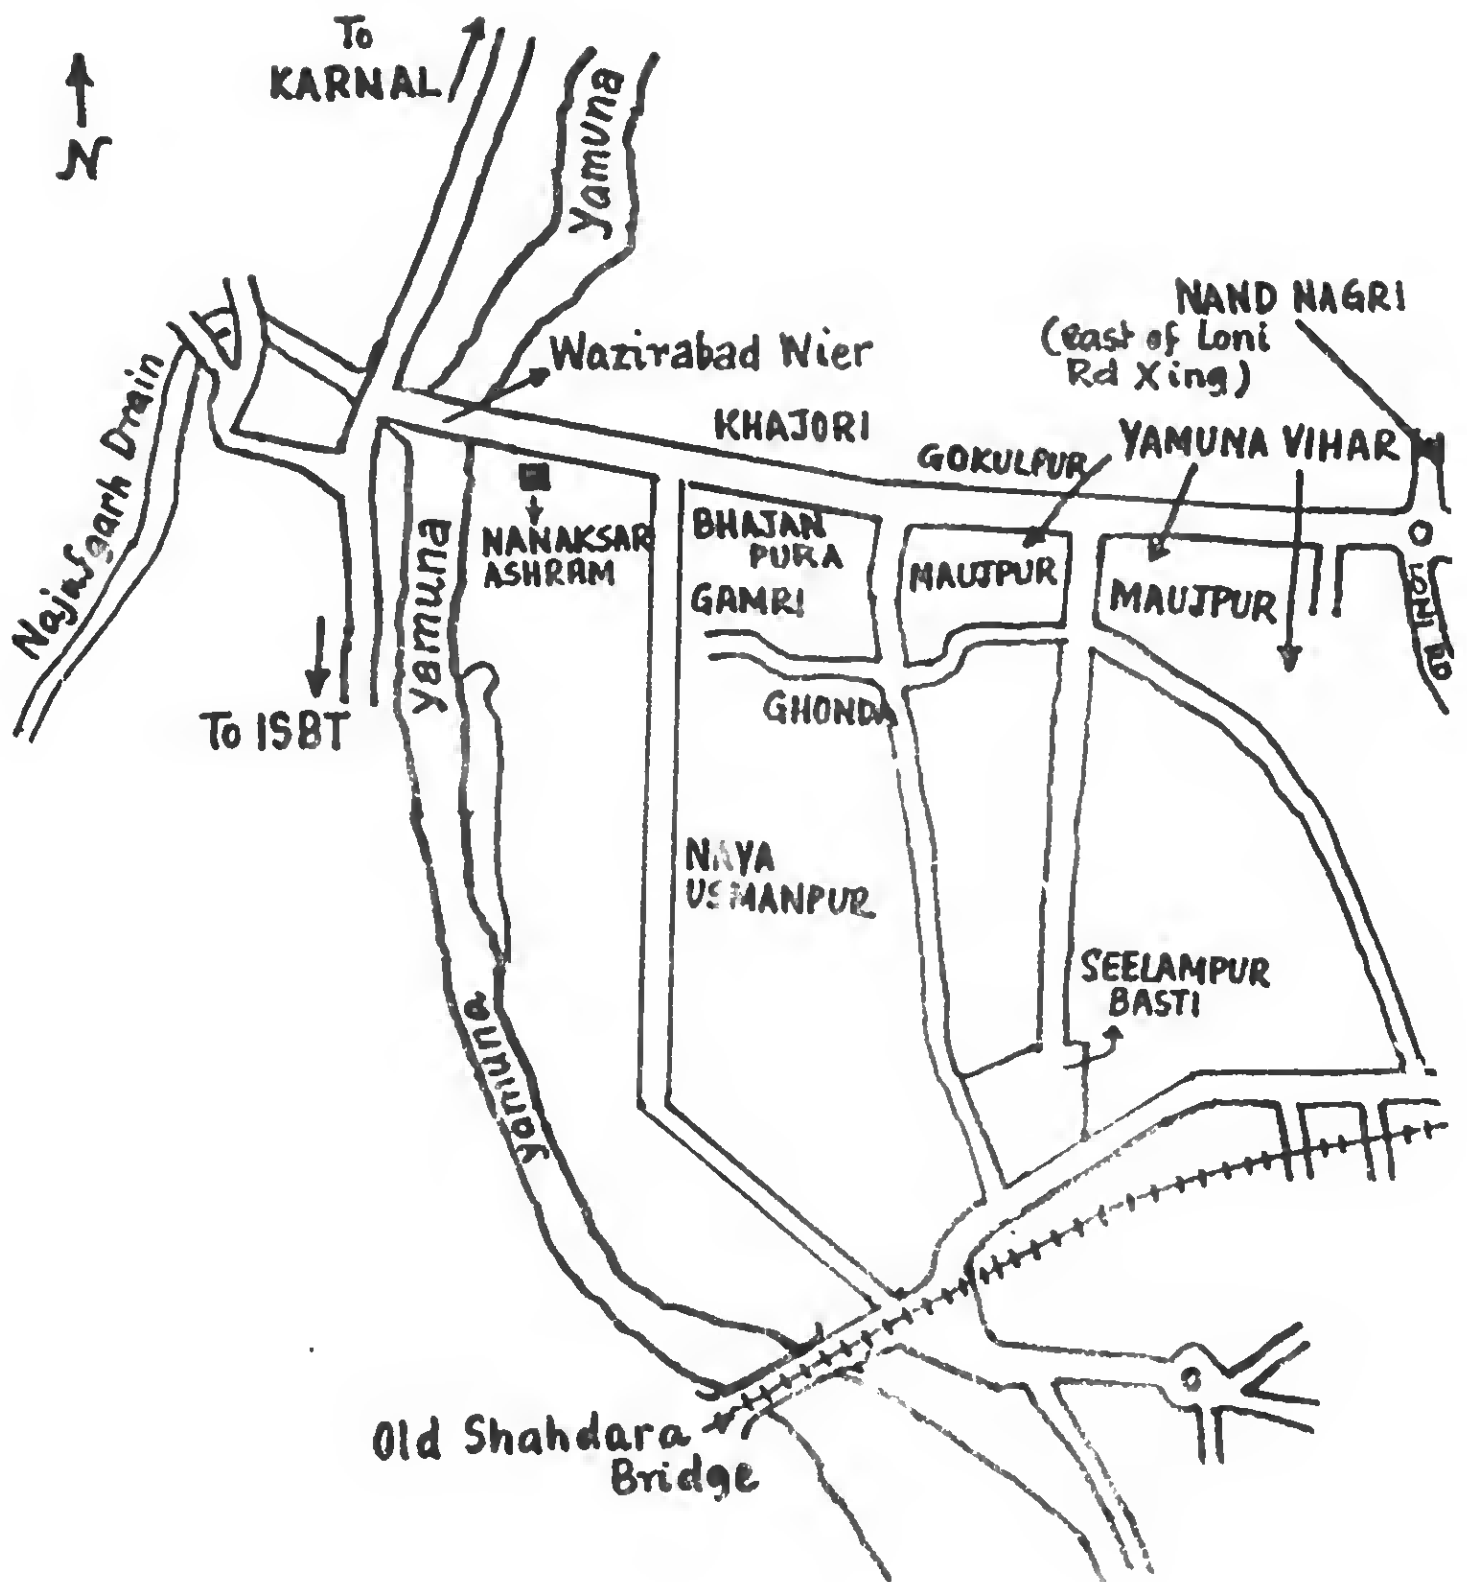 To
KARNAL
N
Yamuna
NAND NAGRI
(east of Loni
Rd Xing)
Wazirabad Nier
KHAJORI
GOKULPUR
YAMUNA VIHAR
Najafgarh Drain
NANAKSAR
ASHRAM
BHAJAN
PURA
GAMRI
MAUJPUR
MAUJPUR
LONI RD
Yamuna
To ISBT
GHONDA
NAYA
USMANPUR
SEELAMPUR
BASTI
Yamuna
Old Shahdara
Bridge